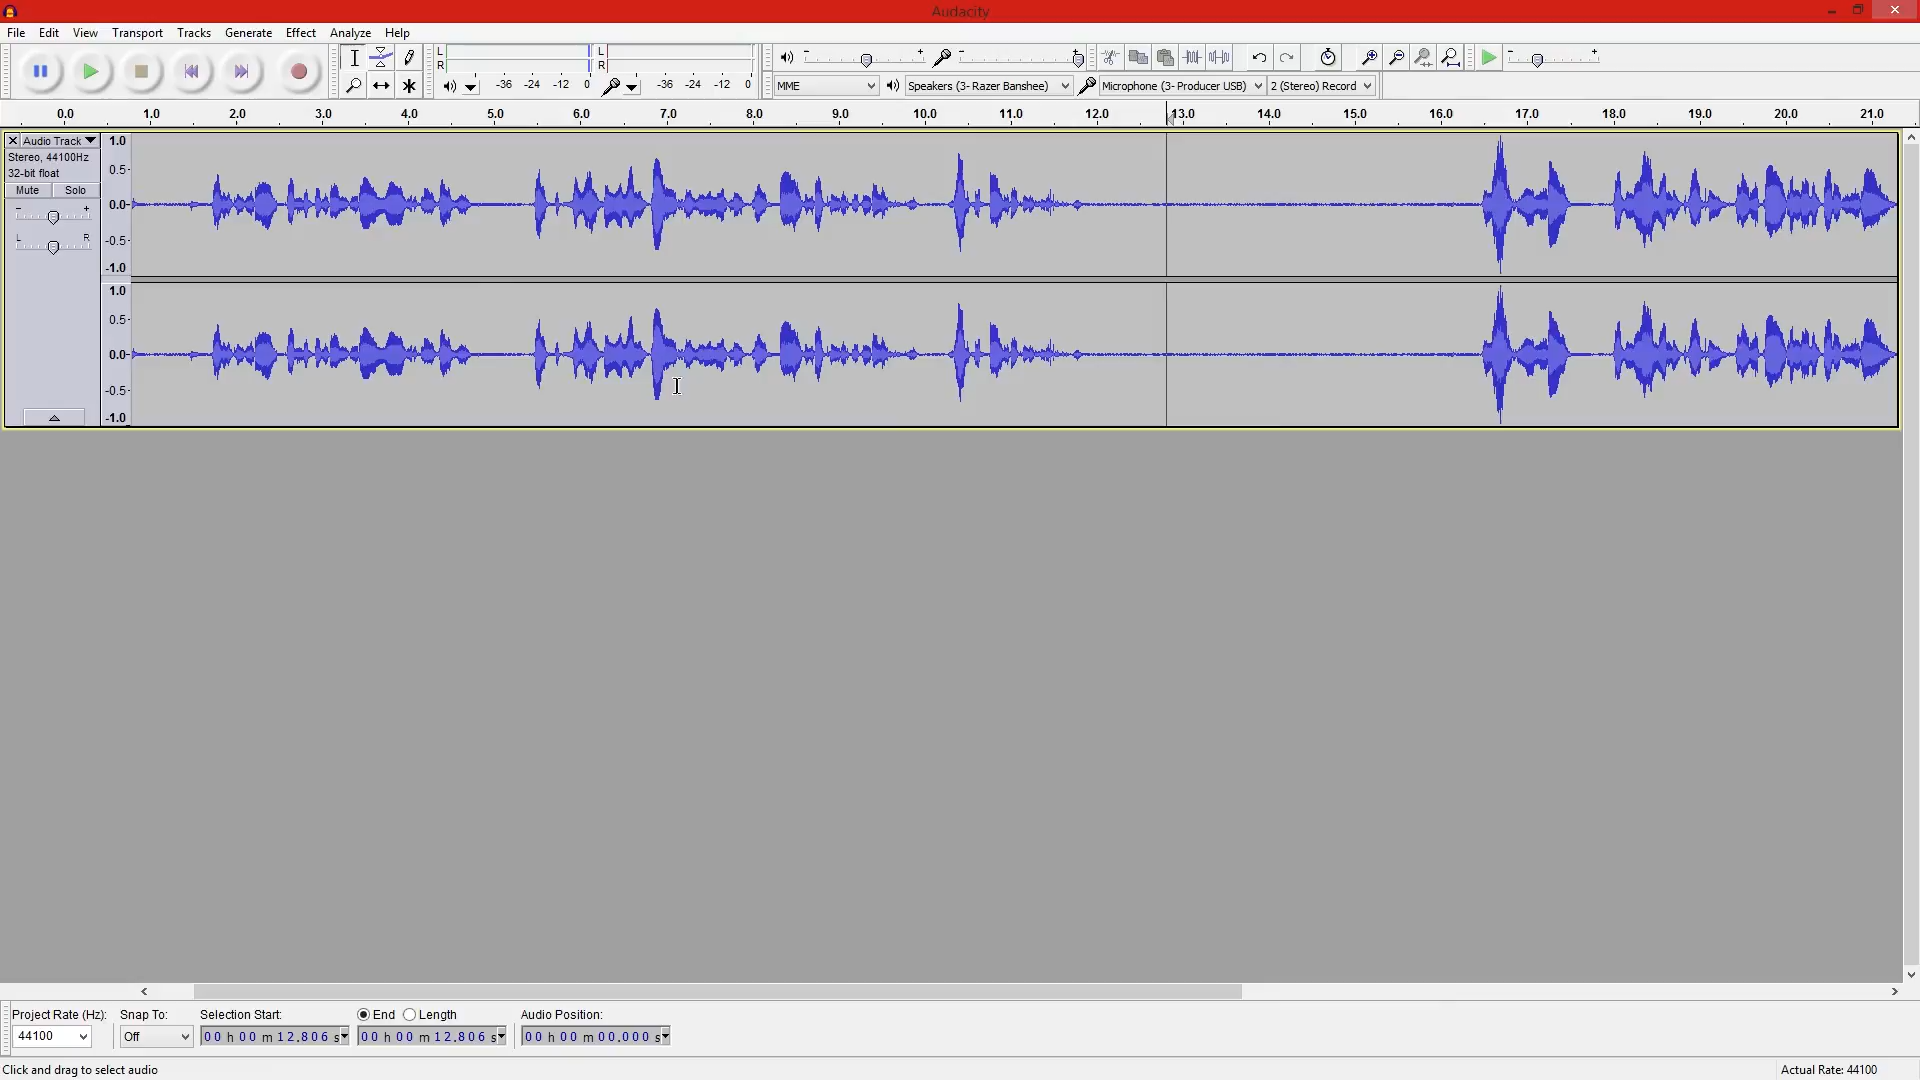 Audacity
File Edit View Transport Tracks Generate Effect Analyze Help
L R -36 -24 -12 0 L R -36 -24 -12 0
MME Speakers (3- Razer Banshee) Microphone (3- Producer USB) 2 (Stereo) Record
0.0 1.0 2.0 3.0 4.0 5.0 6.0 7.0 8.0 9.0 10.0 11.0 12.0 13.0 14.0 15.0 16.0 17.0 18.0 19.0 20.0 21.0
Audio Track
Stereo, 44100Hz
32-bit float
Mute Solo
- +
L R
1.0
0.5-
0.0-
-0.5-
-1.0
1.0
0.5-
0.0-
-0.5-
-1.0
Project Rate (Hz): Snap To: Selection Start: End Length Audio Position:
44100 Off 00 h 00 m 12.806 s 00 h 00 m 12.806 s 00 h 00 m 00.000 s
Click and drag to select audio Actual Rate: 44100